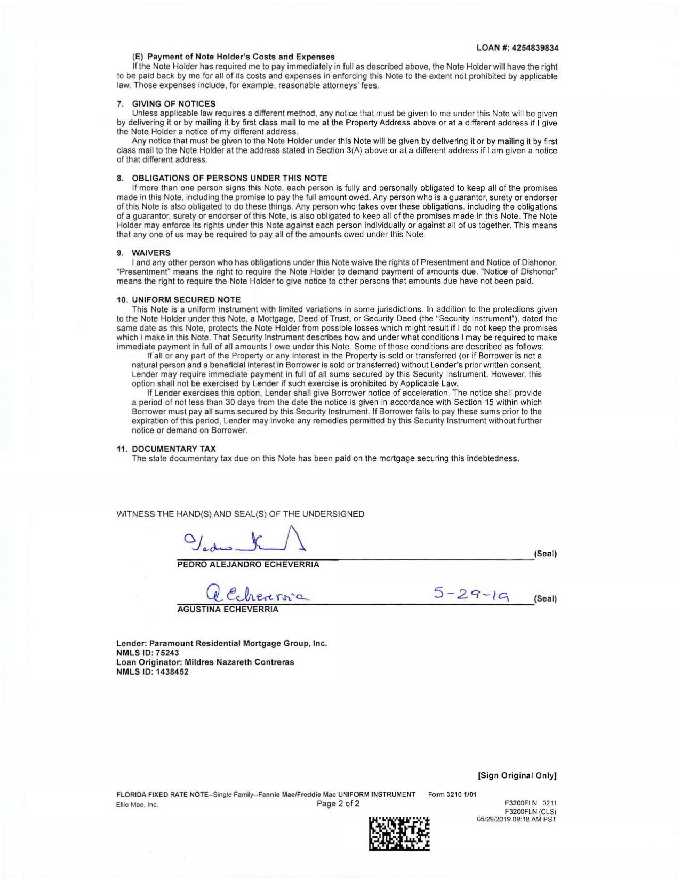 LOAN #: 4254839834
(E) Payment of Note Holder's Costs and Expenses
If the Note Holder has required me to pay immediately in full as described above, the Note Holder will have the right
to be paid back by me for all of its costs and expenses in enforcing this Note to the extent not prohibited by applicable
law. Those expenses include, for example, reasonable attorneys' fees.
7. GIVING OF NOTICES
Unless applicable law requires a different method, any notice that must be given to me under this Note will be given
by delivering it or by mailing it by first class mail to me at the Property Address above or at a different address if I give
the Note Holder a notice of my different address.
Any notice that must be given to the Note Holder under this Note will be given by delivering it or by mailing it by first
class mail to the Note Holder at the address stated in Section 3(A) above or at a different address if I am given a notice
of that different address.
8. OBLIGATIONS OF PERSONS UNDER THIS NOTE
If more than one person signs this Note, each person is fully and personally obligated to keep all of the promises
made in this Note, including the promise to pay the full amount owed. Any person who is a guarantor, surety or endorser
of this Note is also obligated to do these things. Any person who takes over these obligations, including the obligations
of a guarantor, surety or endorser of this Note, is also obligated to keep all of the promises made in this Note. The Note
Holder may enforce its rights under this Note against each person individually or against all of us together. This means
that any one of us may be required to pay all of the amounts owed under this Note.
9. WAIVERS
I and any other person who has obligations under this Note waive the rights of Presentment and Notice of Dishonor.
"Presentment" means the right to require the Note Holder to demand payment of amounts due. "Notice of Dishonor"
means the right to require the Note Holder to give notice to other persons that amounts due have not been paid.
10. UNIFORM SECURED NOTE
This Note is a uniform instrument with limited variations in some jurisdictions. In addition to the protections given
to the Note Holder under this Note, a Mortgage, Deed of Trust, or Security Deed (the "Security Instrument"), dated the
same date as this Note, protects the Note Holder from possible losses which might result if I do not keep the promises
which I make in this Note. That Security Instrument describes how and under what conditions I may be required to make
immediate payment in full of all amounts I owe under this Note. Some of those conditions are described as follows:
If all or any part of the Property or any Interest in the Property is sold or transferred (or if Borrower is not a
natural person and a beneficial interest in Borrower is sold or transferred) without Lender's prior written consent,
Lender may require immediate payment in full of all sums secured by this Security Instrument. However, this
option shall not be exercised by Lender if such exercise is prohibited by Applicable Law.
If Lender exercises this option, Lender shall give Borrower notice of acceleration. The notice shall provide
a period of not less than 30 days from the date the notice is given in accordance with Section 15 within which
Borrower must pay all sums secured by this Security Instrument. If Borrower fails to pay these sums prior to the
expiration of this period, Lender may invoke any remedies permitted by this Security Instrument without further
notice or demand on Borrower.
11. DOCUMENTARY TAX
The state documentary tax due on this Note has been paid on the mortgage securing this indebtedness.
WITNESS THE HAND(S) AND SEAL(S) OF THE UNDERSIGNED
(Seal)
PEDRO ALEJANDRO ECHEVERRIA
a Echeverria 5-29-19 (Seal)
AGUSTINA ECHEVERRIA
Lender: Paramount Residential Mortgage Group, Inc.
NMLS ID: 75243
Loan Originator: Mildres Nazareth Contreras
NMLS ID: 1438452
[Sign Original Only]
FLORIDA FIXED RATE NOTE--Single Family--Fannie Mae/Freddie Mac UNIFORM INSTRUMENT Form 3210 1/01
Ellie Mae, Inc. Page 2 of 2 F3200FLN 0211
F3200FLN (CLS)
05/29/2019 08:18 AM PST